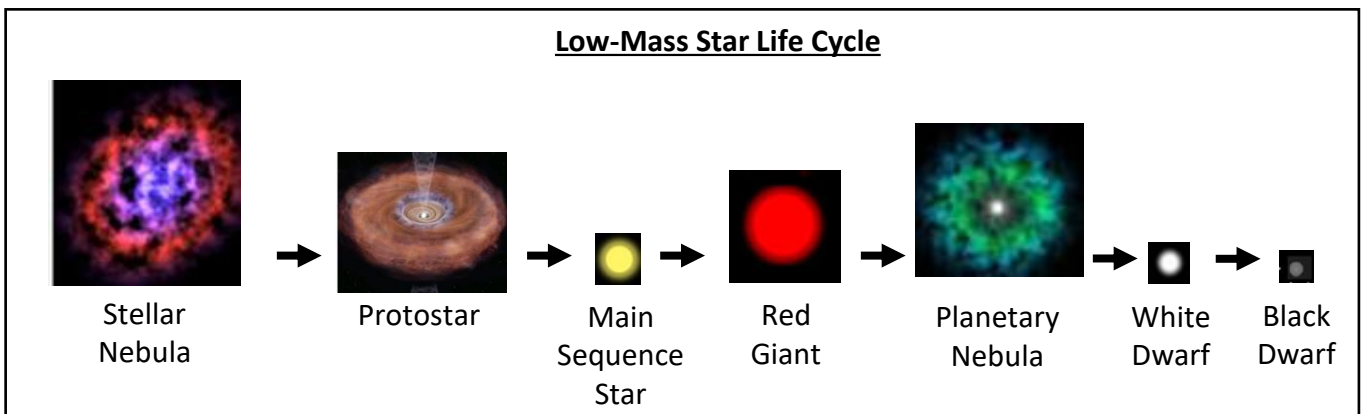 Low-Mass Star Life Cycle
Stellar
Nebula
Protostar
Main
Sequence
Star
Red
Giant
Planetary
Nebula
White
Dwarf
Black
Dwarf